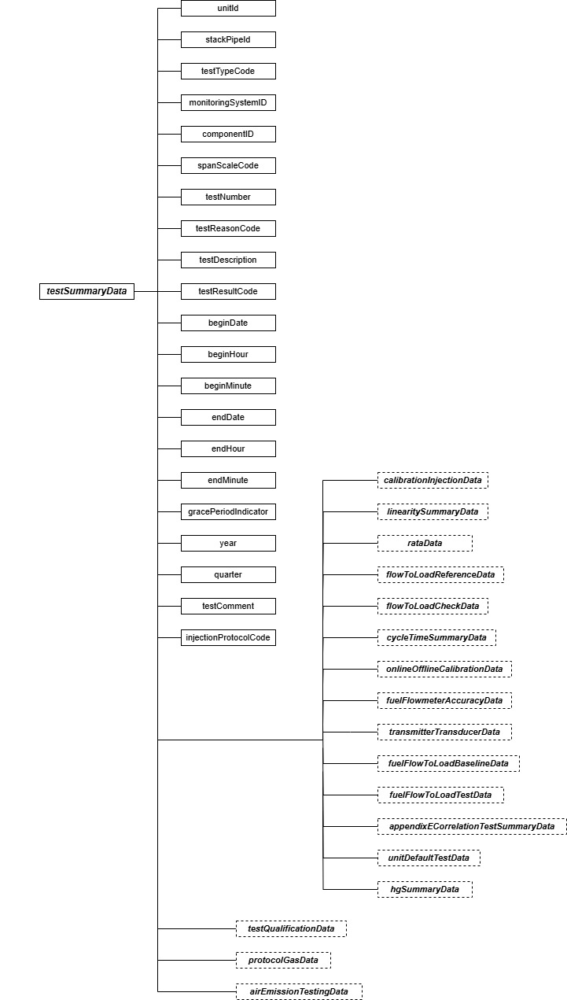 unitId
stackPipeId
testTypeCode
monitoringSystemID
componentID
spanScaleCode
testNumber
testReasonCode
testDescription
testSummaryData
testResultCode
beginDate
beginHour
beginMinute
endDate
endHour
endMinute
gracePeriodIndicator
year
quarter
testComment
injectionProtocolCode
calibrationInjectionData
linearitySummaryData
rataData
flowToLoadReferenceData
flowToLoadCheckData
cycleTimeSummaryData
onlineOfflineCalibrationData
fuelFlowmeterAccuracyData
transmitterTransducerData
fuelFlowToLoadBaselineData
fuelFlowToLoadTestData
appendixECorrelationTestSummaryData
unitDefaultTestData
hgSummaryData
testQualificationData
protocolGasData
airEmissionTestingData